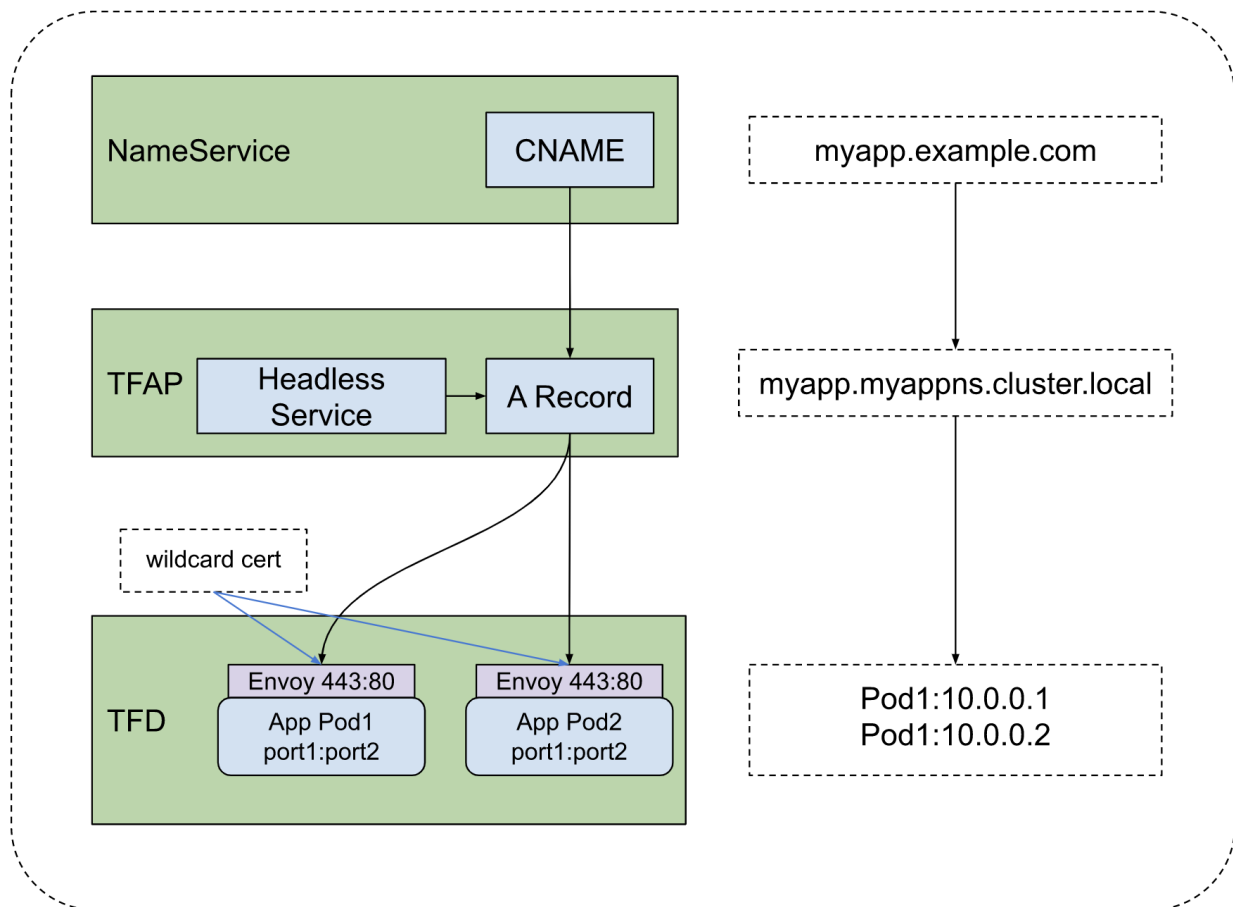 NameService
CNAME
myapp.example.com
TFAP
Headless
Service
A Record
myapp.myappns.cluster.local
wildcard cert
TFD
Envoy 443:80
App Pod1
port1:port2
Envoy 443:80
App Pod2
port1:port2
Pod1:10.0.0.1
Pod1:10.0.0.2